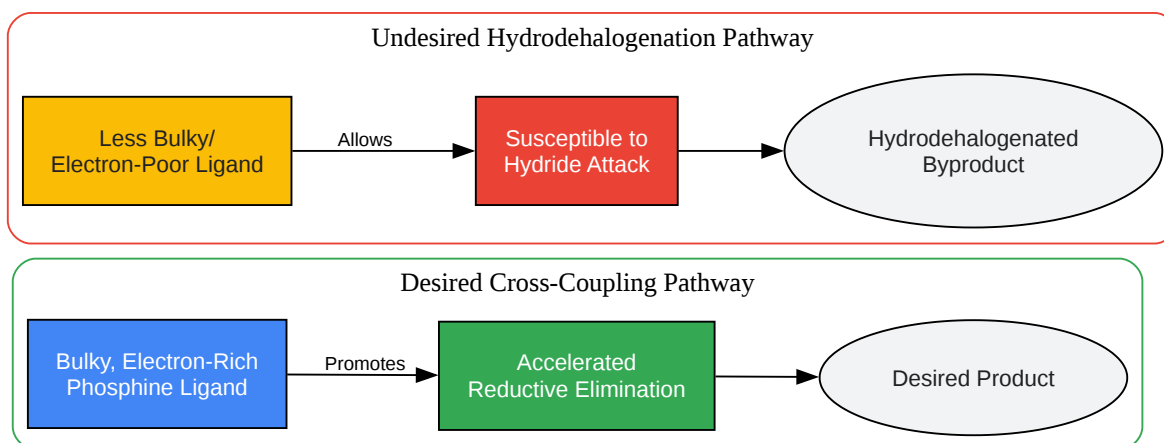 Undesired Hydrodehalogenation Pathway
Less Bulky/
Electron-Poor Ligand
Allows
Susceptible to
Hydride Attack
Hydrodehalogenated
Byproduct
Desired Cross-Coupling Pathway
Bulky, Electron-Rich
Phosphine Ligand
Promotes
Accelerated
Reductive Elimination
Desired Product